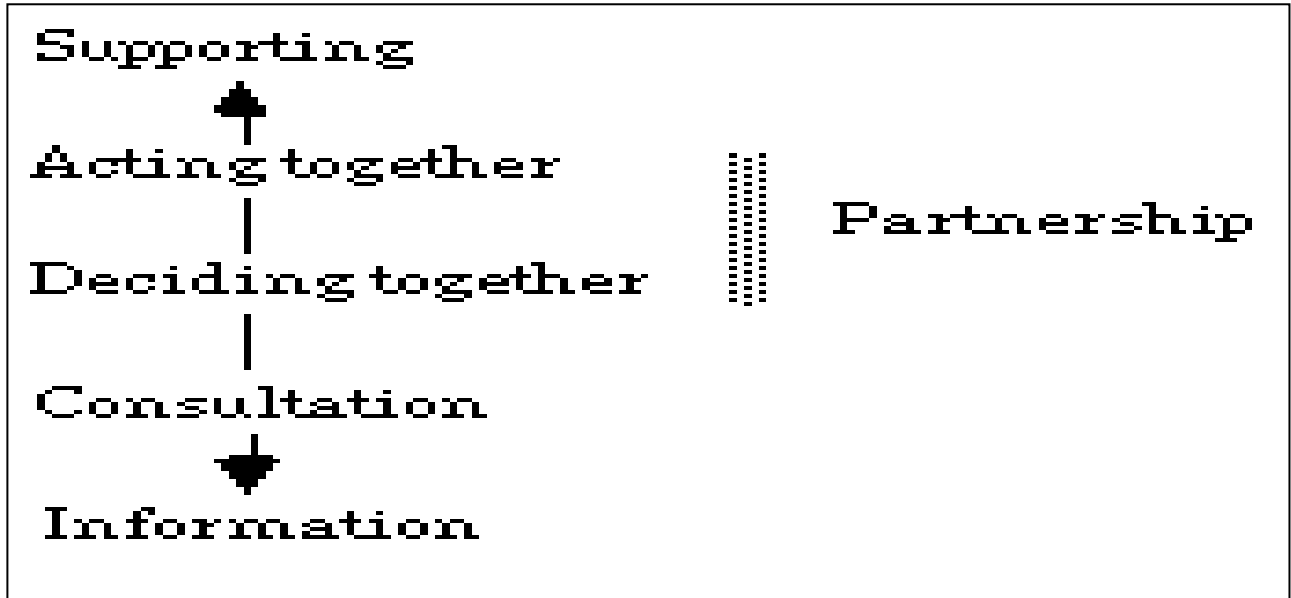 Supporting
Acting together
Partnership
Deciding together
Consultation
Information